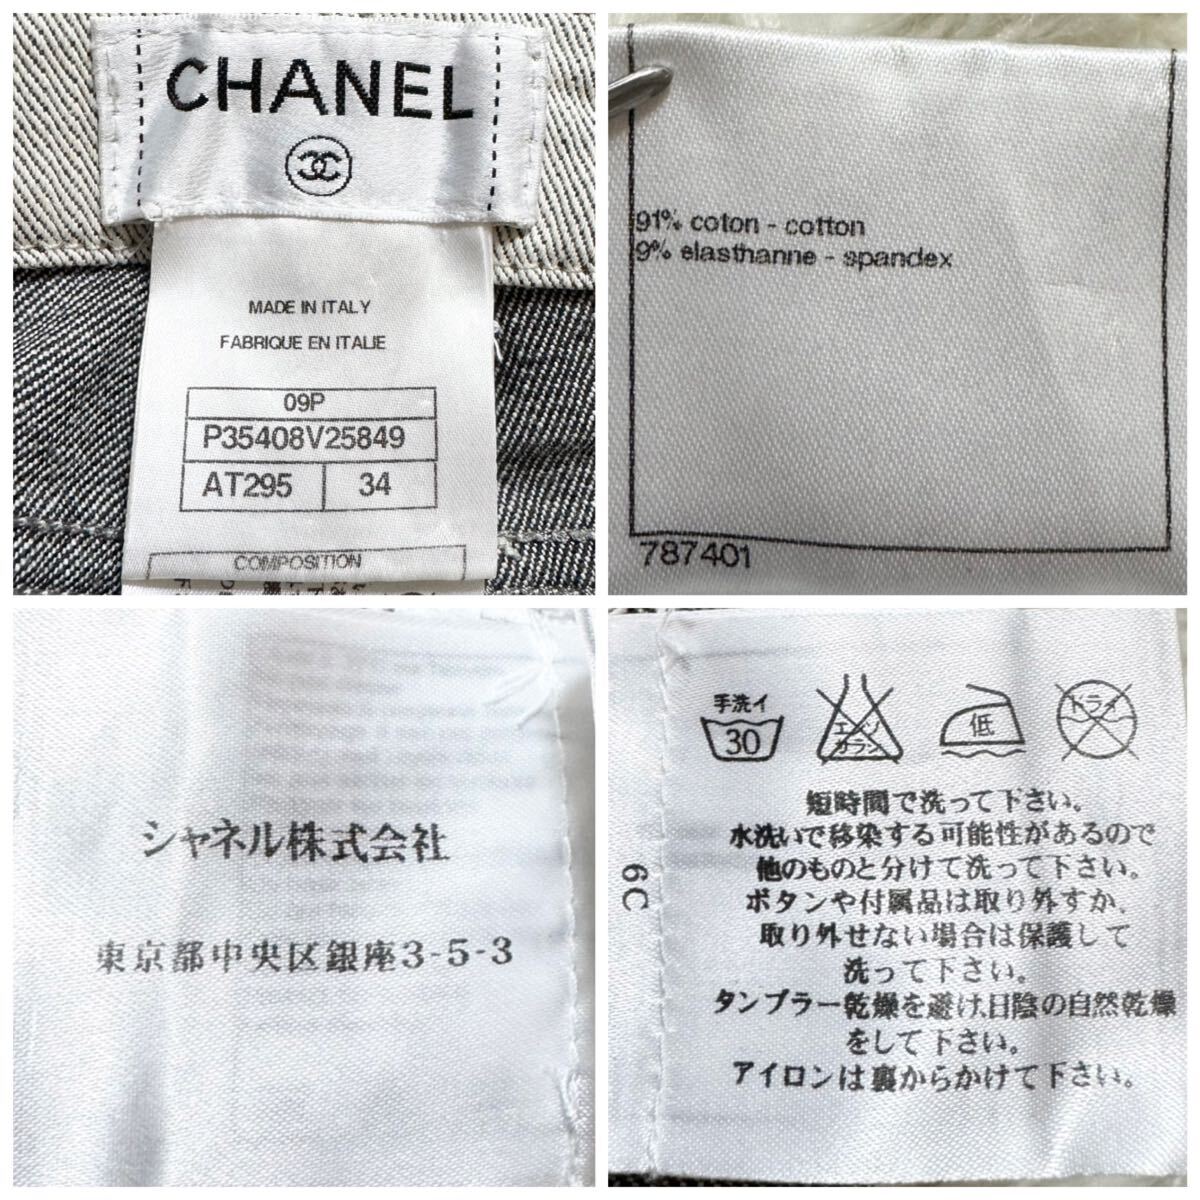 CHANEL
MADE IN ITALY
FABRIQUE EN ITALIE
09P
P35408V25849
AT295 34
COMPOSITION
91% coton - cotton
9% elasthanne - spandex
787401
シャネル株式会社
東京都中央区銀座3-5-3
手洗イ
30
エンソ
サラシ
低
ドライ
6C
短時間で洗って下さい。
水洗いで移染する可能性があるので
他のものと分けて洗って下さい。
ボタンや付属品は取り外すか、
取り外せない場合は保護して
洗って下さい。
タンブラー乾燥を避け、日陰の自然乾燥
をして下さい。
アイロンは裏からかけて下さい。